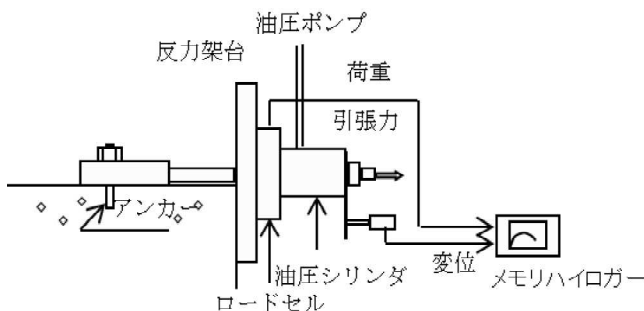 油圧ポンプ
反力架台
荷重
引張力
アンカー
変位
油圧シリンダ
メモリハイロガー
ロードセル